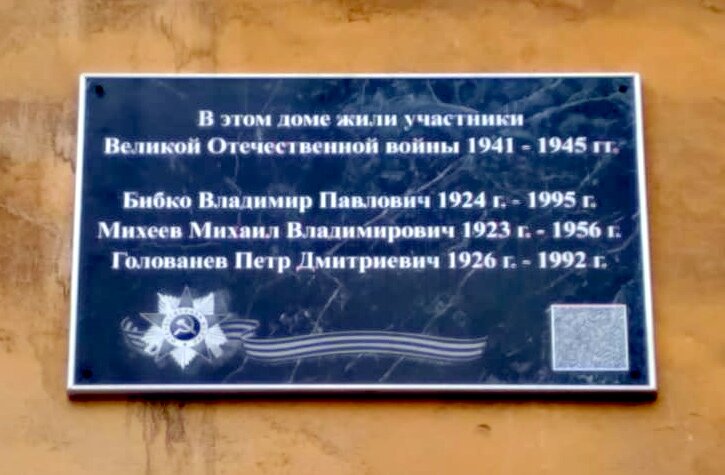 В этом доме жили участники
Великой Отечественной войны 1941 - 1945 гг.
Бибко Владимир Павлович 1924 г. - 1995 г.
Михеев Михаил Владимирович 1923 г. - 1956 г.
Голованев Петр Дмитриевич 1926 г. - 1992 г.